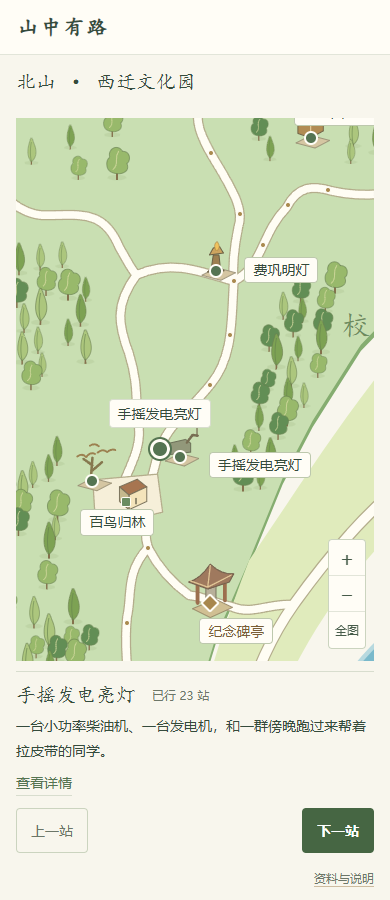 山中有路
北山 • 西迁文化园
费巩明灯
校
手摇发电亮灯
手摇发电亮灯
百鸟归林
纪念碑亭
+
−
全图
手摇发电亮灯 已行 23 站
一台小功率柴油机、一台发电机，和一群傍晚跑过来帮着
拉皮带的同学。
查看详情
上一站
下一站
资料与说明